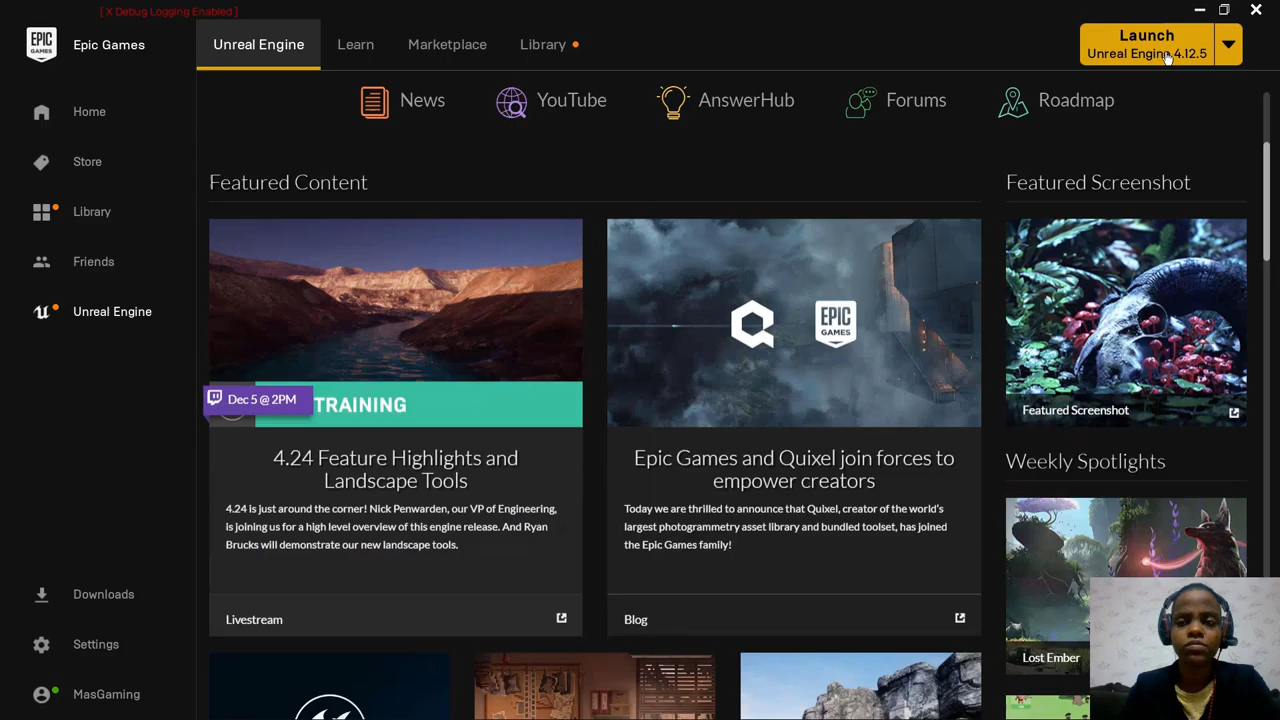 [ X Debug Logging Enabled ]
EPIC GAMES
Epic Games
Unreal Engine
Learn
Marketplace
Library
Launch
Unreal Engine 4.12.5
Home
Store
Library
Friends
Unreal Engine
Downloads
Settings
MasGaming
News
YouTube
AnswerHub
Forums
Roadmap
Featured Content
Featured Screenshot
Dec 5 @ 2PM
TRAINING
4.24 Feature Highlights and
Landscape Tools
4.24 is just around the corner! Nick Penwarden, our VP of Engineering,
is joining us for a high level overview of this engine release. And Ryan
Brucks will demonstrate our new landscape tools.
Livestream
EPIC
GAMES
Epic Games and Quixel join forces to
empower creators
Today we are thrilled to announce that Quixel, creator of the world's
largest photogrammetry asset library and bundled toolset, has joined
the Epic Games family!
Blog
Featured Screenshot
Weekly Spotlights
Lost Ember